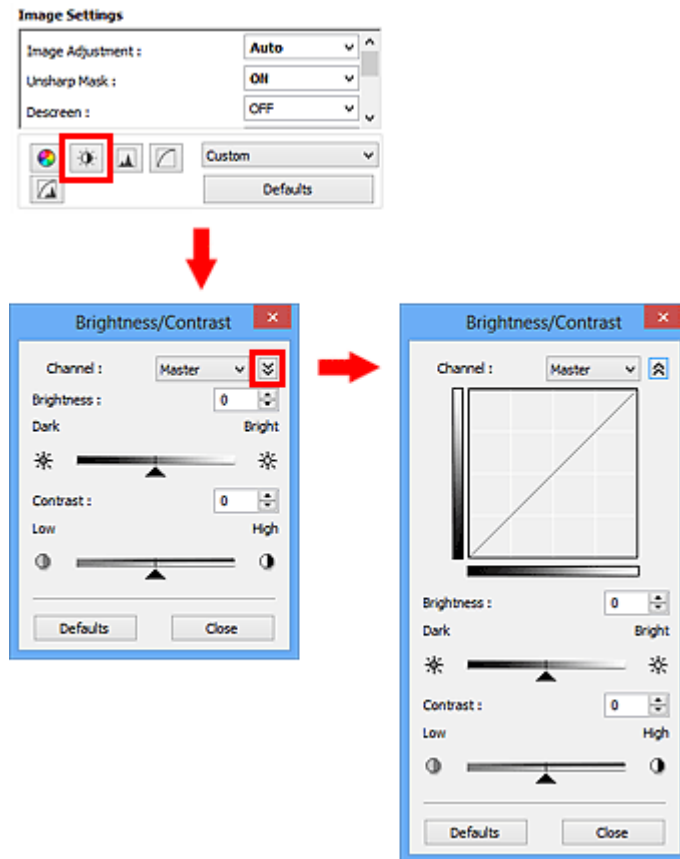 Image Settings
Image Adjustment : Auto
Unsharp Mask : ON
Descreen : OFF
Custom
Defaults
Brightness/Contrast
Channel : Master
Brightness : 0
Dark Bright
Contrast : 0
Low High
Defaults Close
Brightness/Contrast
Channel : Master
Brightness : 0
Dark Bright
Contrast : 0
Low High
Defaults Close